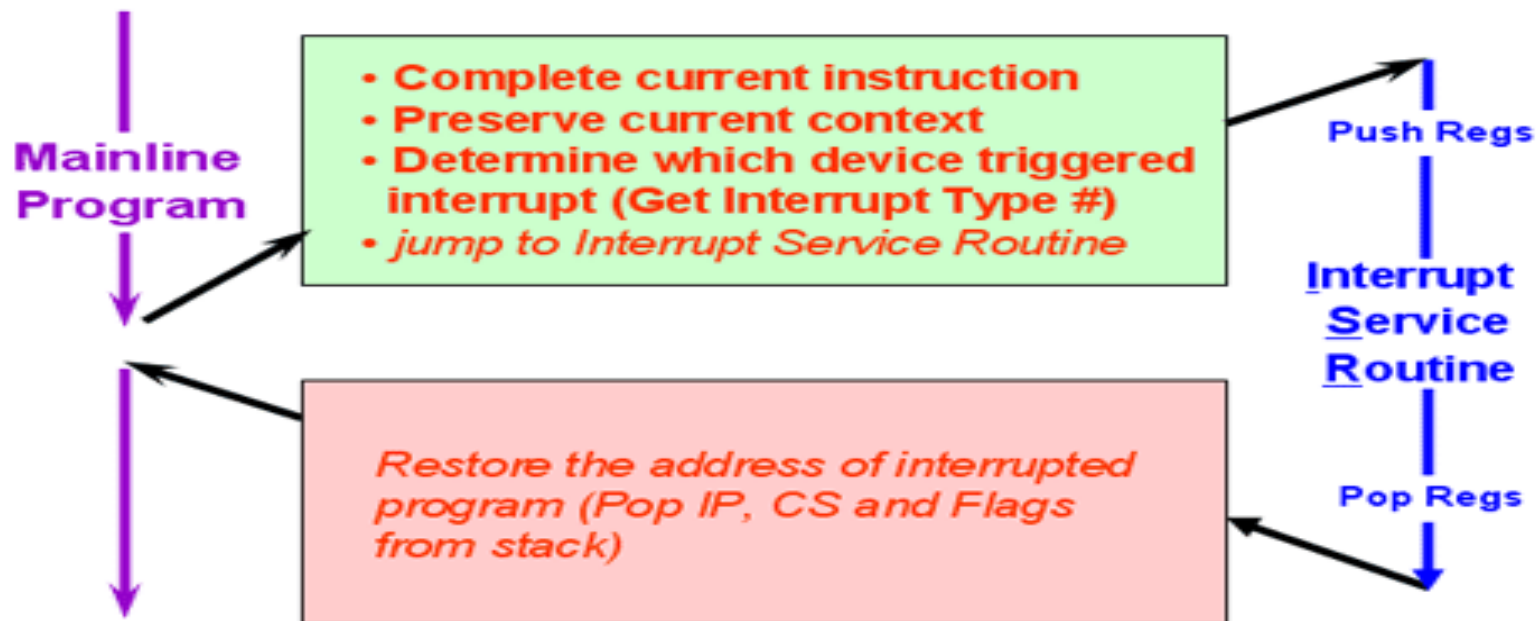 Mainline
Program
• Complete current instruction
• Preserve current context
• Determine which device triggered
interrupt (Get Interrupt Type #)
• jump to Interrupt Service Routine
Push Regs
Interrupt
Service
Routine
Pop Regs
Restore the address of interrupted
program (Pop IP, CS and Flags
from stack)